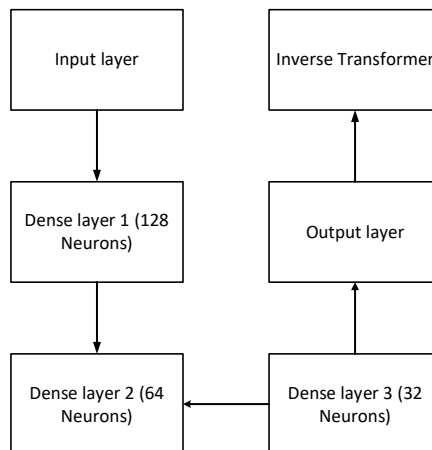 Input layer
Inverse Transformer
Dense layer 1 (128
Neurons)
Output layer
Dense layer 2 (64
Neurons)
Dense layer 3 (32
Neurons)